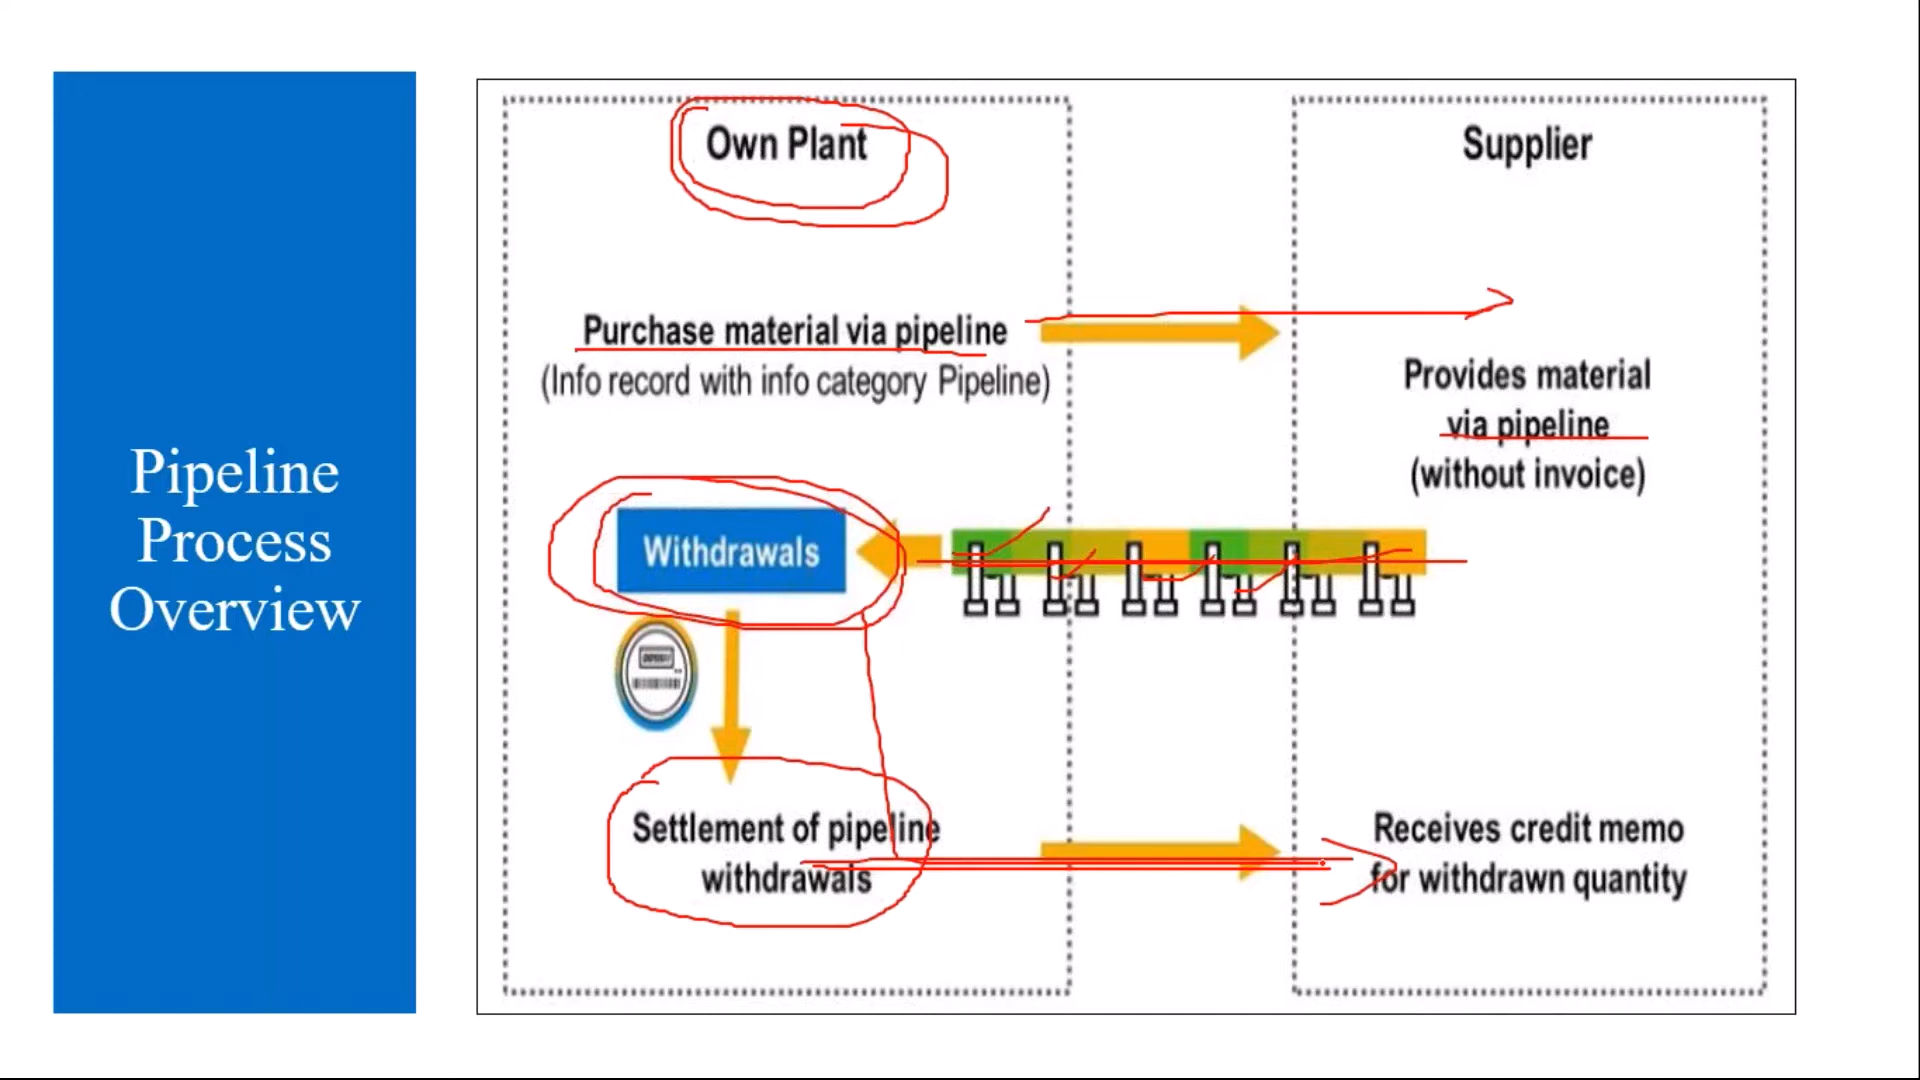 Pipeline
Process
Overview
Own Plant
Purchase material via pipeline
(Info record with info category Pipeline)
Withdrawals
Settlement of pipeline
withdrawals
Supplier
Provides material
via pipeline
(without invoice)
Receives credit memo
for withdrawn quantity